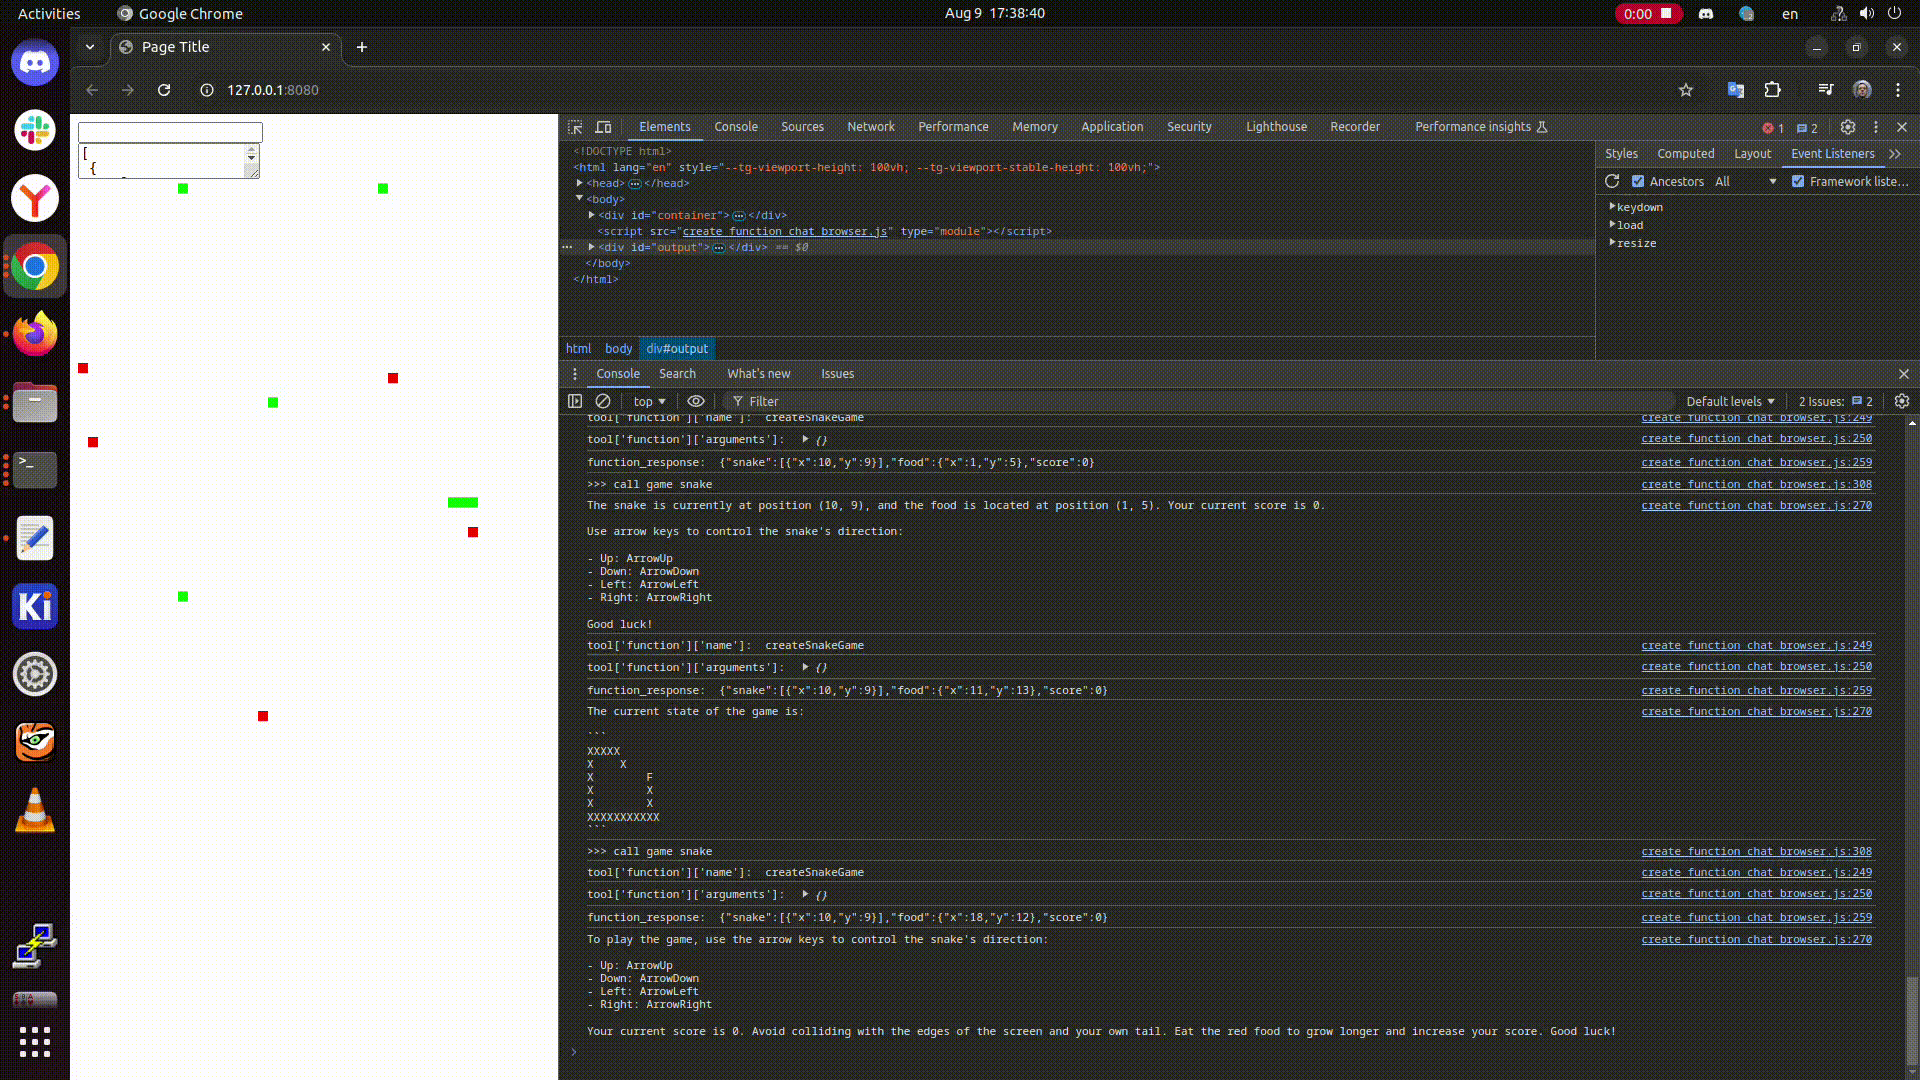 Activities
Google Chrome
Aug 9 17:38:40
0:00
en
Page Title
127.0.0.1:8080
[
{
Elements Console Sources Network Performance Memory Application Security Lighthouse Recorder Performance insights
1 2
<!DOCTYPE html>
<html lang="en" style="--tg-viewport-height: 100vh; --tg-viewport-stable-height: 100vh;">
<head>…</head>
<body>
<div id="container">…</div>
<script src="create_function_chat_browser.js" type="module"></script>
<div id="output">…</div> == $0
</body>
</html>
html body div#output
Styles Computed Layout Event Listeners
Ancestors All Framework liste...
keydown
load
resize
Console Search What's new Issues
top Filter Default levels 2 Issues: 2
tool['function']['name']: createSnakeGame create_function_chat_browser.js:249
tool['function']['arguments']: {} create_function_chat_browser.js:250
function_response: {"snake":[{"x":10,"y":9}],"food":{"x":1,"y":5},"score":0} create_function_chat_browser.js:259
>>> call game snake create_function_chat_browser.js:308
The snake is currently at position (10, 9), and the food is located at position (1, 5). Your current score is 0. create_function_chat_browser.js:270
Use arrow keys to control the snake's direction:
- Up: ArrowUp
- Down: ArrowDown
- Left: ArrowLeft
- Right: ArrowRight
Good luck!
tool['function']['name']: createSnakeGame create_function_chat_browser.js:249
tool['function']['arguments']: {} create_function_chat_browser.js:250
function_response: {"snake":[{"x":10,"y":9}],"food":{"x":11,"y":13},"score":0} create_function_chat_browser.js:259
The current state of the game is: create_function_chat_browser.js:270
```
XXXXX
X    X
X        F
X        X
X        X
XXXXXXXXXXX
```
>>> call game snake create_function_chat_browser.js:308
tool['function']['name']: createSnakeGame create_function_chat_browser.js:249
tool['function']['arguments']: {} create_function_chat_browser.js:250
function_response: {"snake":[{"x":10,"y":9}],"food":{"x":18,"y":12},"score":0} create_function_chat_browser.js:259
To play the game, use the arrow keys to control the snake's direction: create_function_chat_browser.js:270
- Up: ArrowUp
- Down: ArrowDown
- Left: ArrowLeft
- Right: ArrowRight
Your current score is 0. Avoid colliding with the edges of the screen and your own tail. Eat the red food to grow longer and increase your score. Good luck!
>